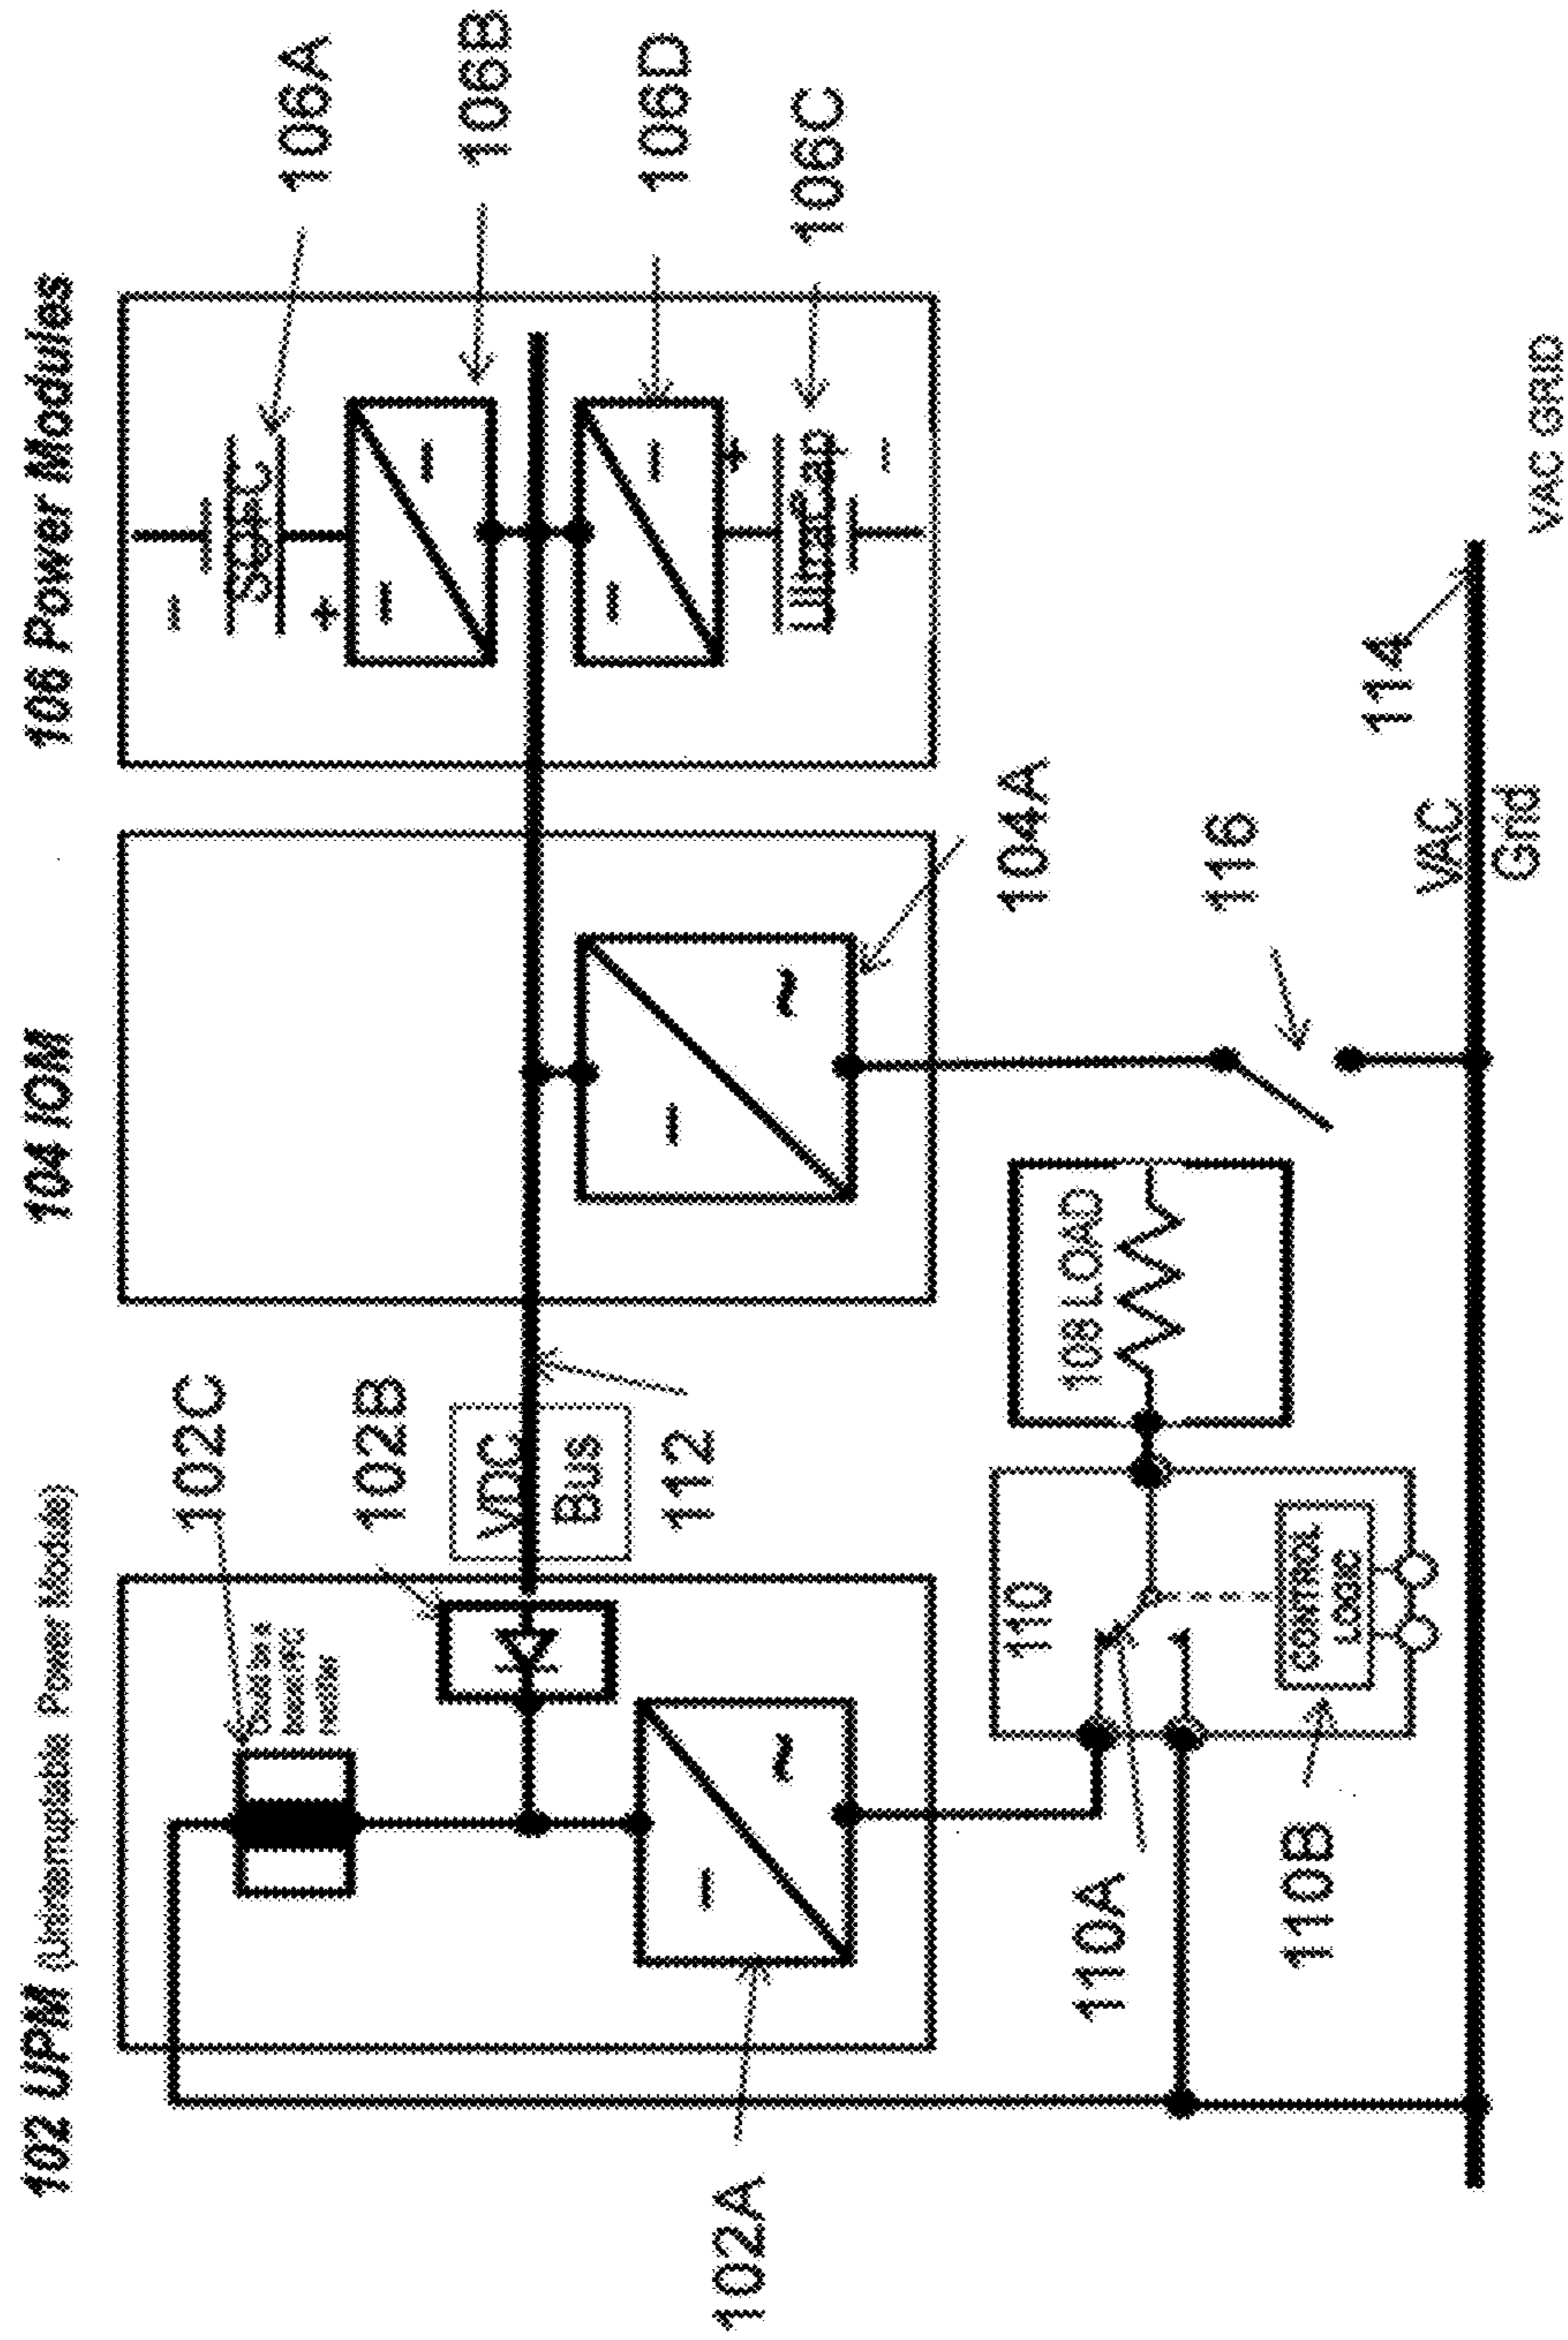 102 UPM (Uninterruptable Power Module)
104 IOM
106 Power Modules
102C
102B
VDC
Bus
112
102A
106A
SOFC
106B
106D
106C
UltraCap
104A
108 LOAD
110
CONTROL
LOGIC
110A
110B
116
114
VAC
Grid
VAC GRID